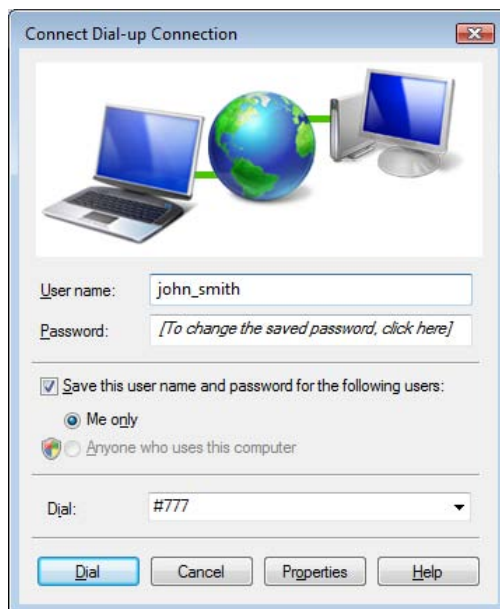 Connect Dial-up Connection
User name: john_smith
Password: [To change the saved password, click here]
Save this user name and password for the following users:
Me only
Anyone who uses this computer
Dial: #777
Dial Cancel Properties Help